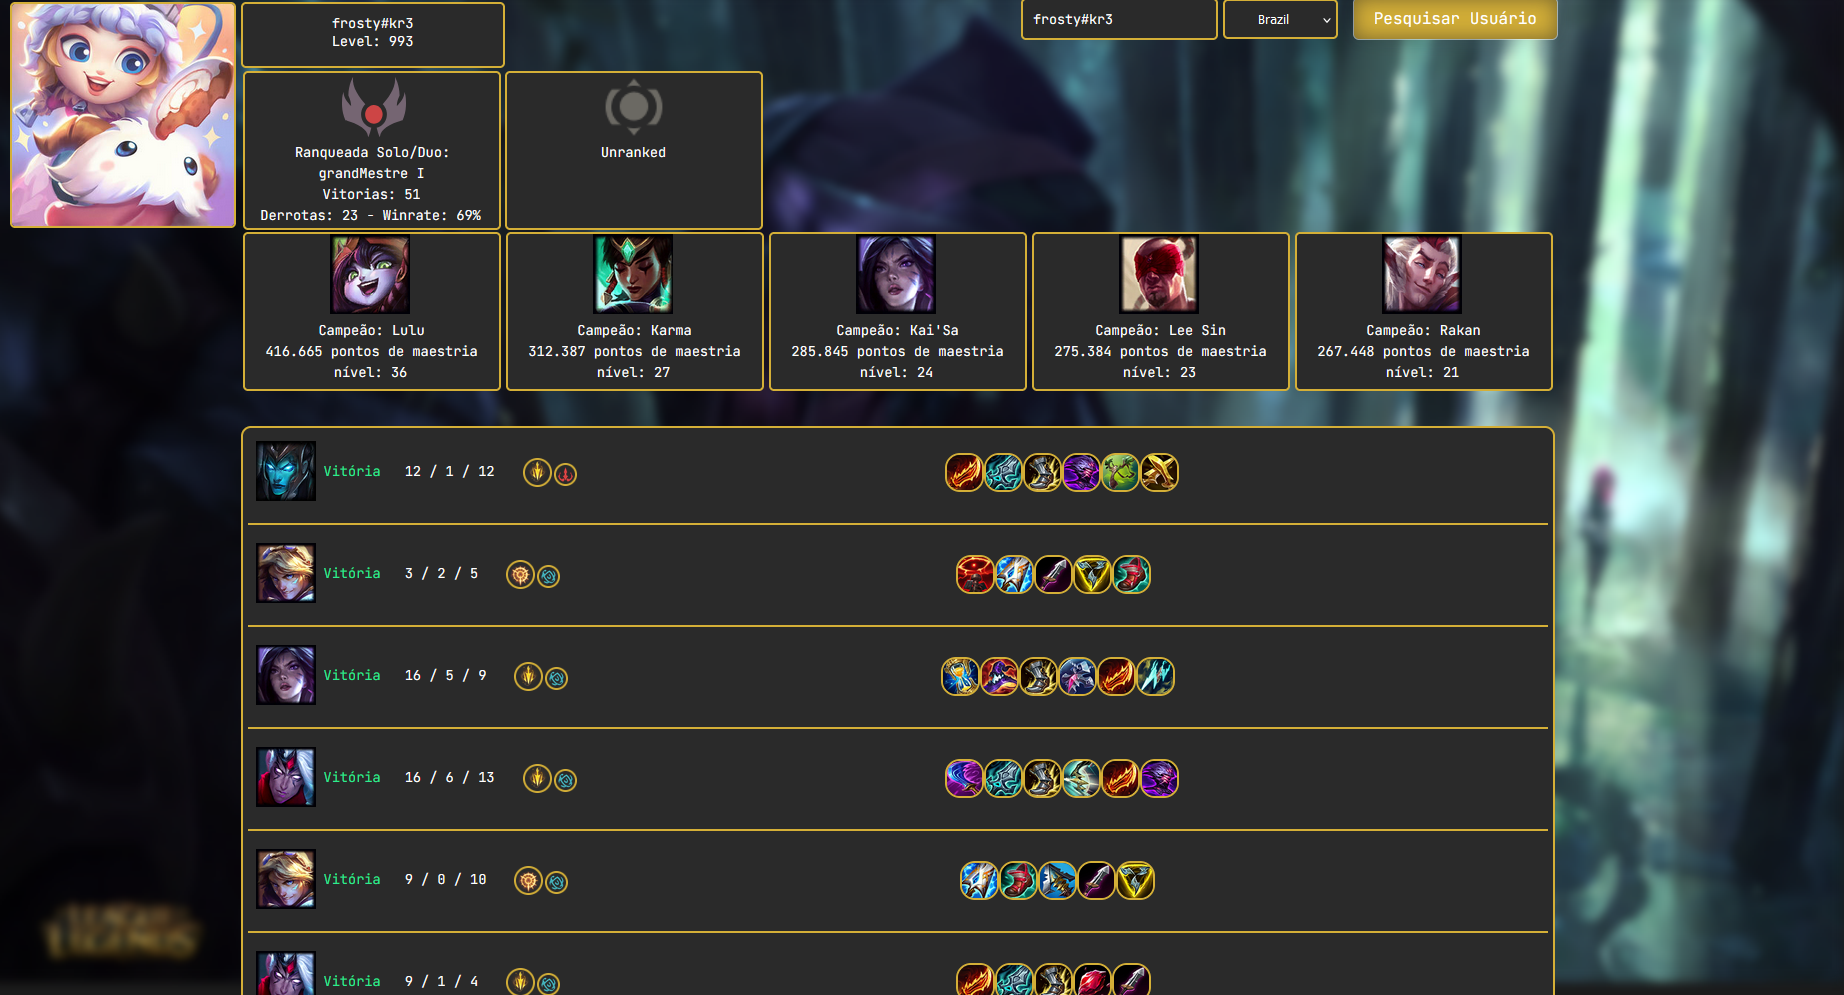 frosty#kr3
Level: 993
frosty#kr3
Brazil
Pesquisar Usuário
Ranqueada Solo/Duo:
grandMestre I
Vitorias: 51
Derrotas: 23 - Winrate: 69%
Unranked
Campeão: Lulu
416.665 pontos de maestria
nível: 36
Campeão: Karma
312.387 pontos de maestria
nível: 27
Campeão: Kai'Sa
285.845 pontos de maestria
nível: 24
Campeão: Lee Sin
275.384 pontos de maestria
nível: 23
Campeão: Rakan
267.448 pontos de maestria
nível: 21
Vitória 12 / 1 / 12
Vitória 3 / 2 / 5
Vitória 16 / 5 / 9
Vitória 16 / 6 / 13
Vitória 9 / 0 / 10
Vitória 9 / 1 / 4
LEAGUE OF
LEGENDS